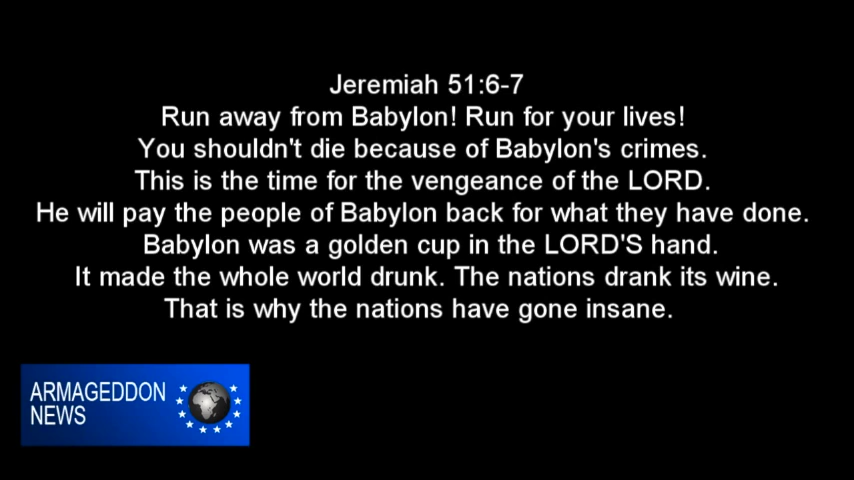 Jeremiah 51:6-7
Run away from Babylon! Run for your lives!
You shouldn't die because of Babylon's crimes.
This is the time for the vengeance of the LORD.
He will pay the people of Babylon back for what they have done.
Babylon was a golden cup in the LORD'S hand.
It made the whole world drunk. The nations drank its wine.
That is why the nations have gone insane.
ARMAGEDDON
NEWS